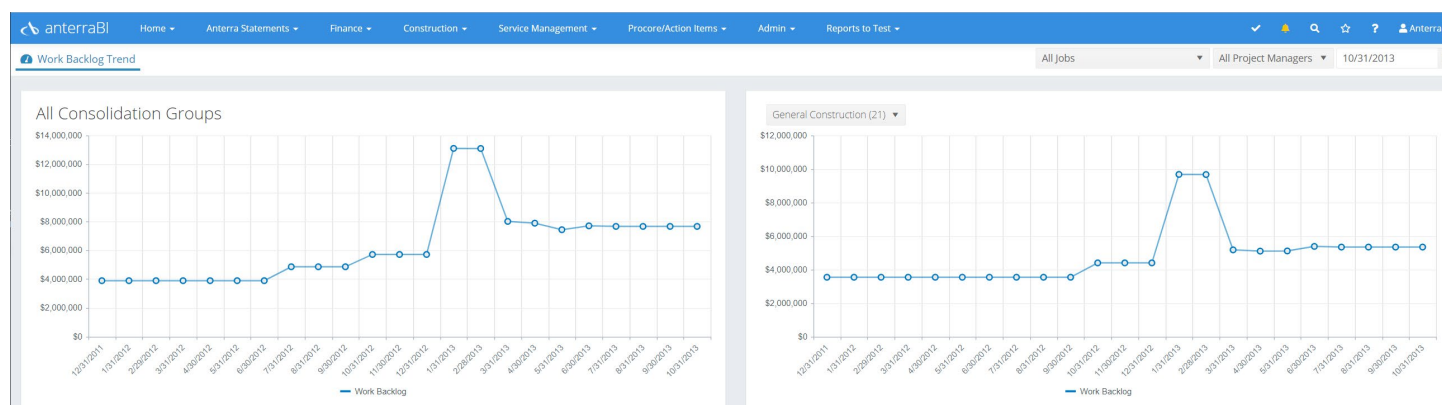 anterraBI Home Anterra Statements Finance Construction Service Management Procore/Action Items Admin Reports to Test ? Anterra
Work Backlog Trend All Jobs All Project Managers 10/31/2013
All Consolidation Groups
$14,000,000
$12,000,000
$10,000,000
$8,000,000
$6,000,000
$4,000,000
$2,000,000
$0
12/31/2011 1/31/2012 2/29/2012 3/31/2012 4/30/2012 5/31/2012 6/30/2012 7/31/2012 8/31/2012 9/30/2012 10/31/2012 11/30/2012 12/31/2012 1/31/2013 2/28/2013 3/31/2013 4/30/2013 5/31/2013 6/30/2013 7/31/2013 8/31/2013 9/30/2013 10/31/2013
Work Backlog
General Construction (21)
$12,000,000
$10,000,000
$8,000,000
$6,000,000
$4,000,000
$2,000,000
$0
12/31/2011 1/31/2012 2/29/2012 3/31/2012 4/30/2012 5/31/2012 6/30/2012 7/31/2012 8/31/2012 9/30/2012 10/31/2012 11/30/2012 12/31/2012 1/31/2013 2/28/2013 3/31/2013 4/30/2013 5/31/2013 6/30/2013 7/31/2013 8/31/2013 9/30/2013 10/31/2013
Work Backlog